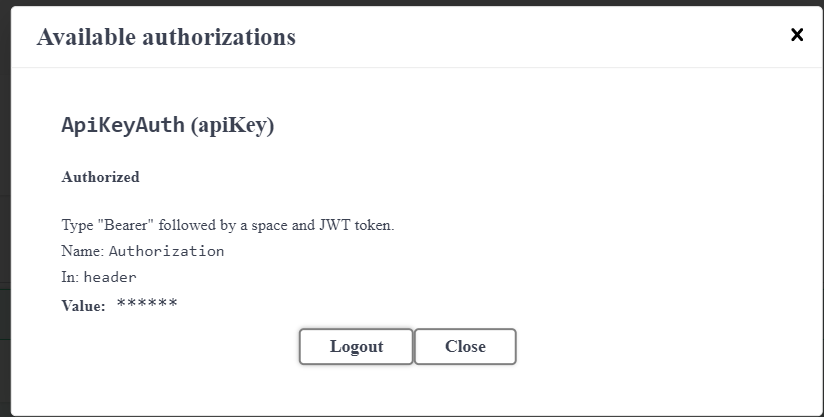 Available authorizations
ApiKeyAuth (apiKey)
Authorized
Type "Bearer" followed by a space and JWT token.
Name: Authorization
In: header
Value: ******
Logout Close